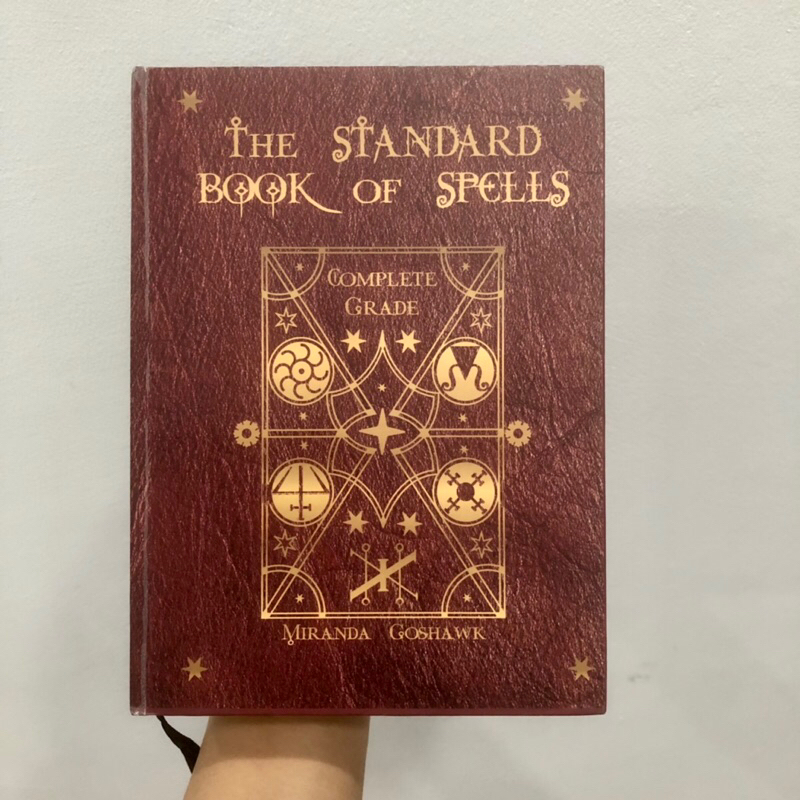 THE STANDARD
BOOK OF SPELLS
COMPLETE
GRADE
MIRANDA GOSHAWK